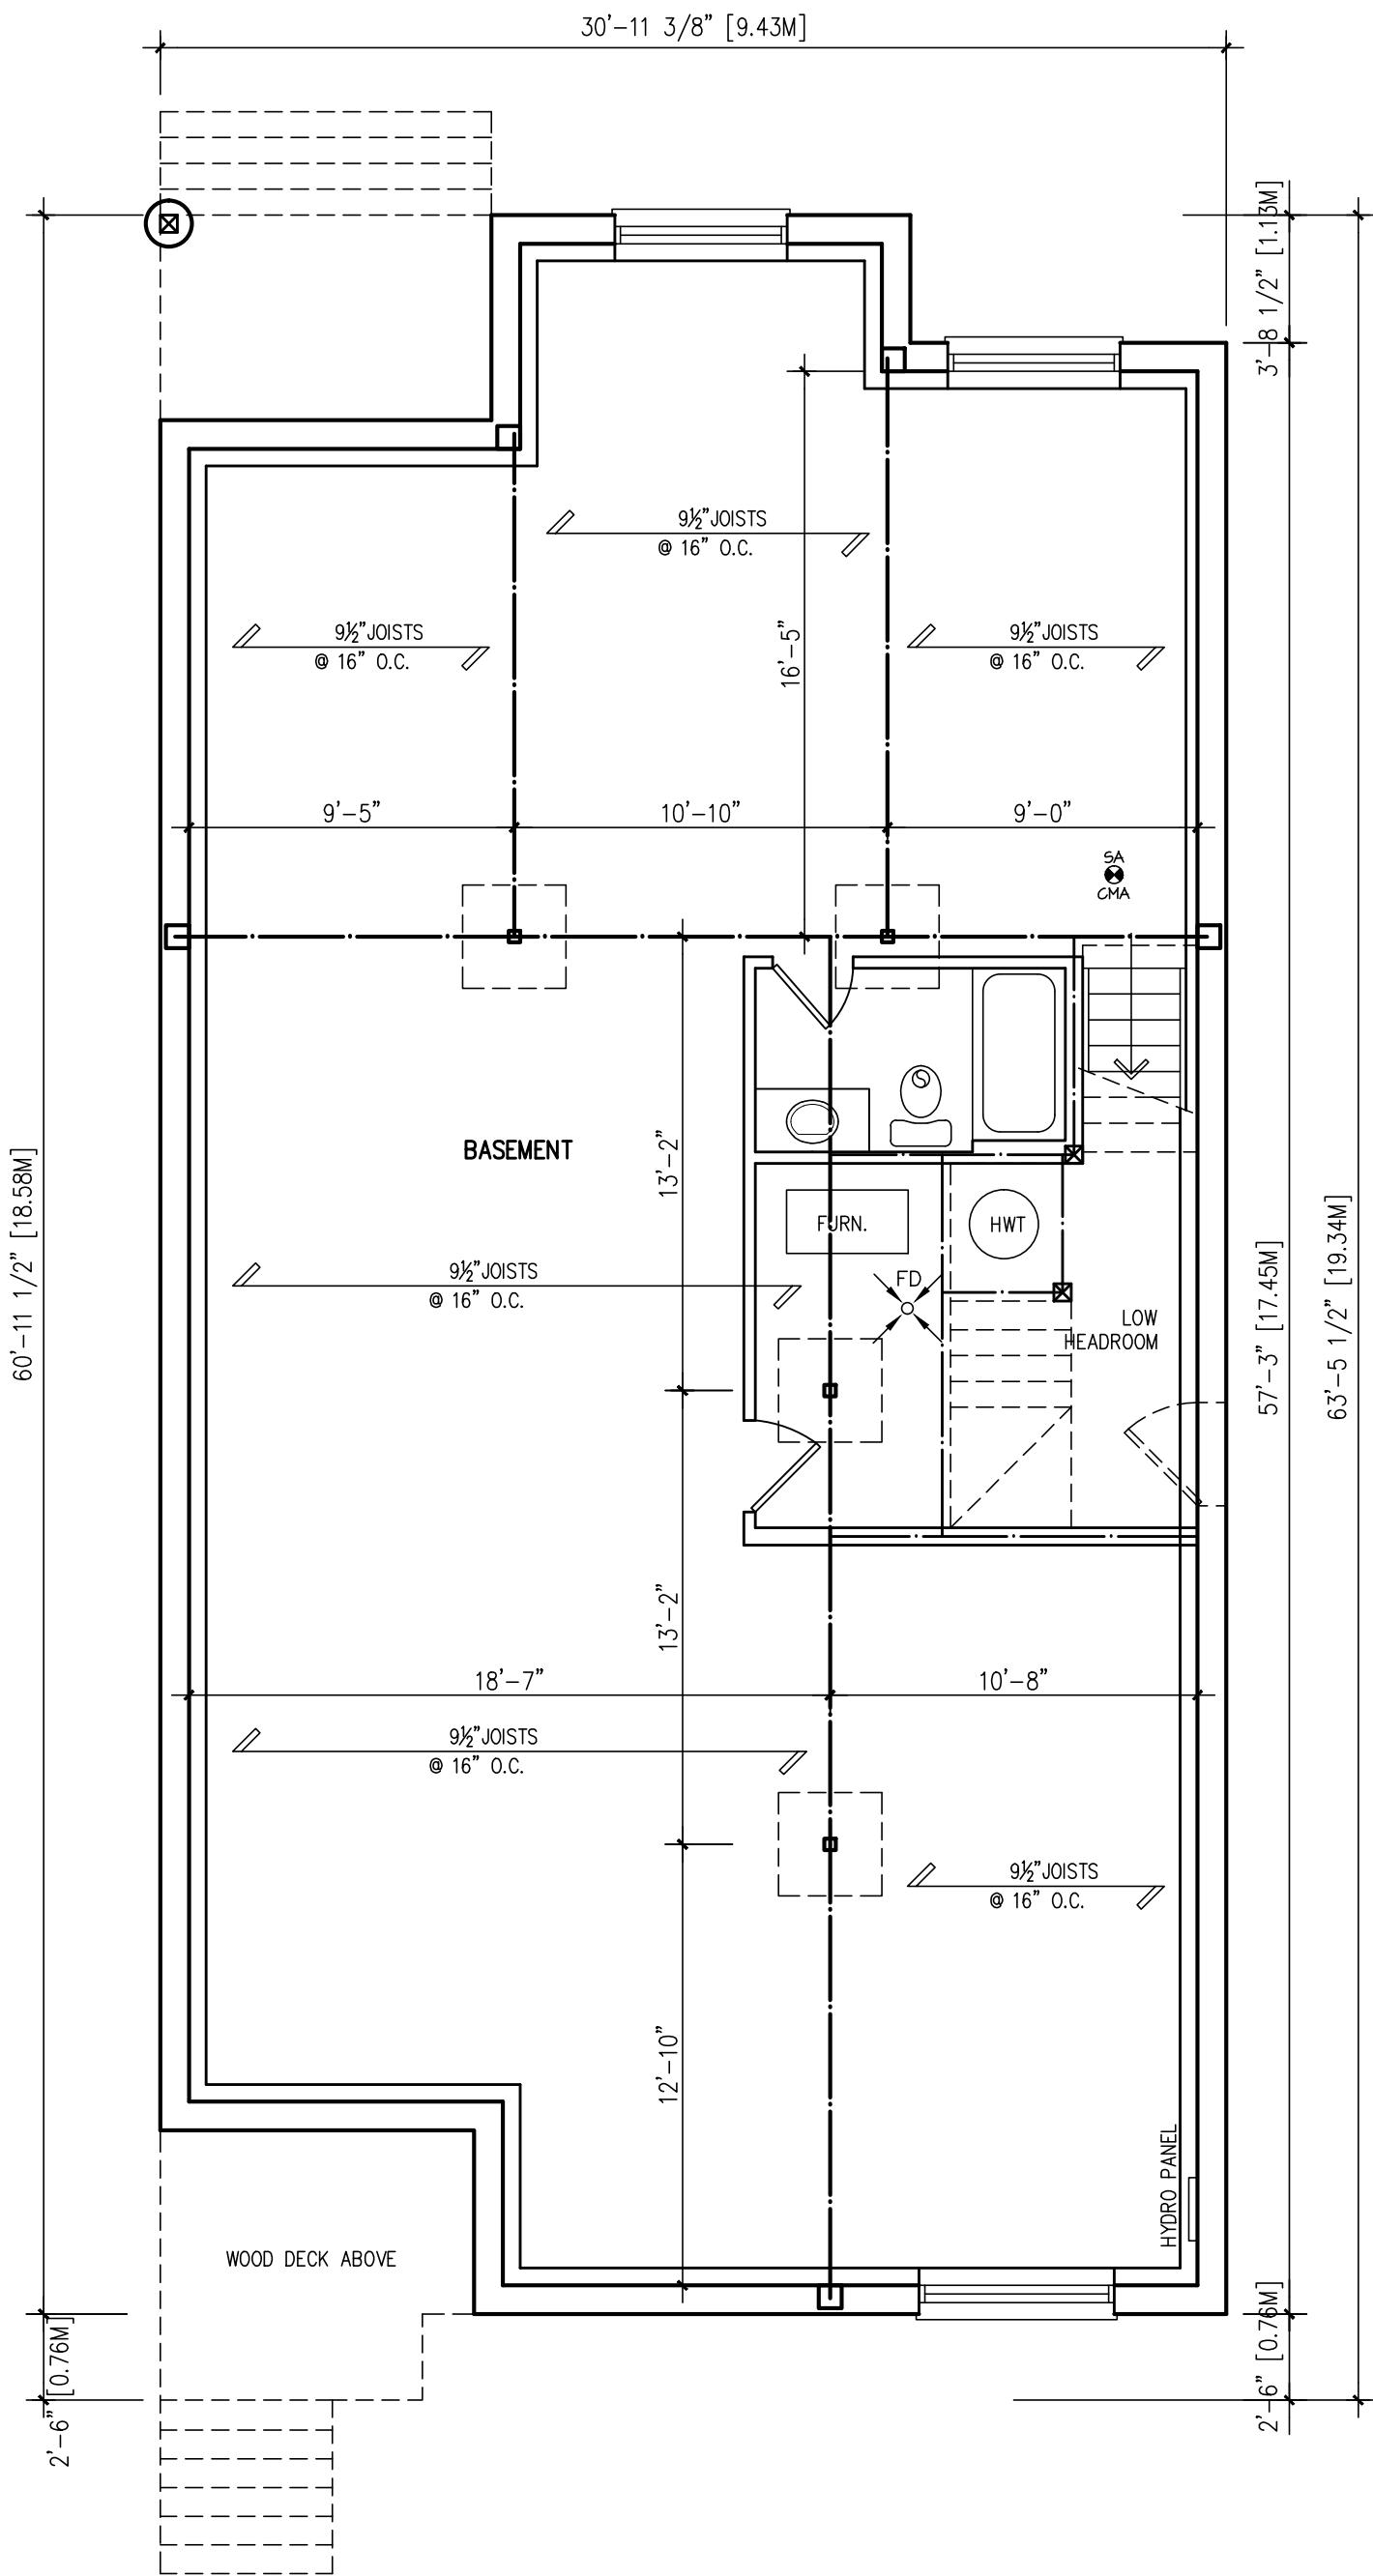 30'-11 3/8" [9.43M]
3'-8 1/2" [1.13M]
9½" JOISTS
@ 16" O.C.
9½" JOISTS
@ 16" O.C.
9½" JOISTS
@ 16" O.C.
16'-5"
9'-5"
10'-10"
9'-0"
SA
CMA
BASEMENT
13'-2"
60'-11 1/2" [18.58M]
FURN.
HWT
FD
9½" JOISTS
@ 16" O.C.
LOW
HEADROOM
57'-3" [17.45M]
63'-5 1/2" [19.34M]
13'-2"
18'-7"
10'-8"
9½" JOISTS
@ 16" O.C.
9½" JOISTS
@ 16" O.C.
12'-10"
HYDRO PANEL
WOOD DECK ABOVE
2'-6" [0.76M]
2'-6" [0.76M]